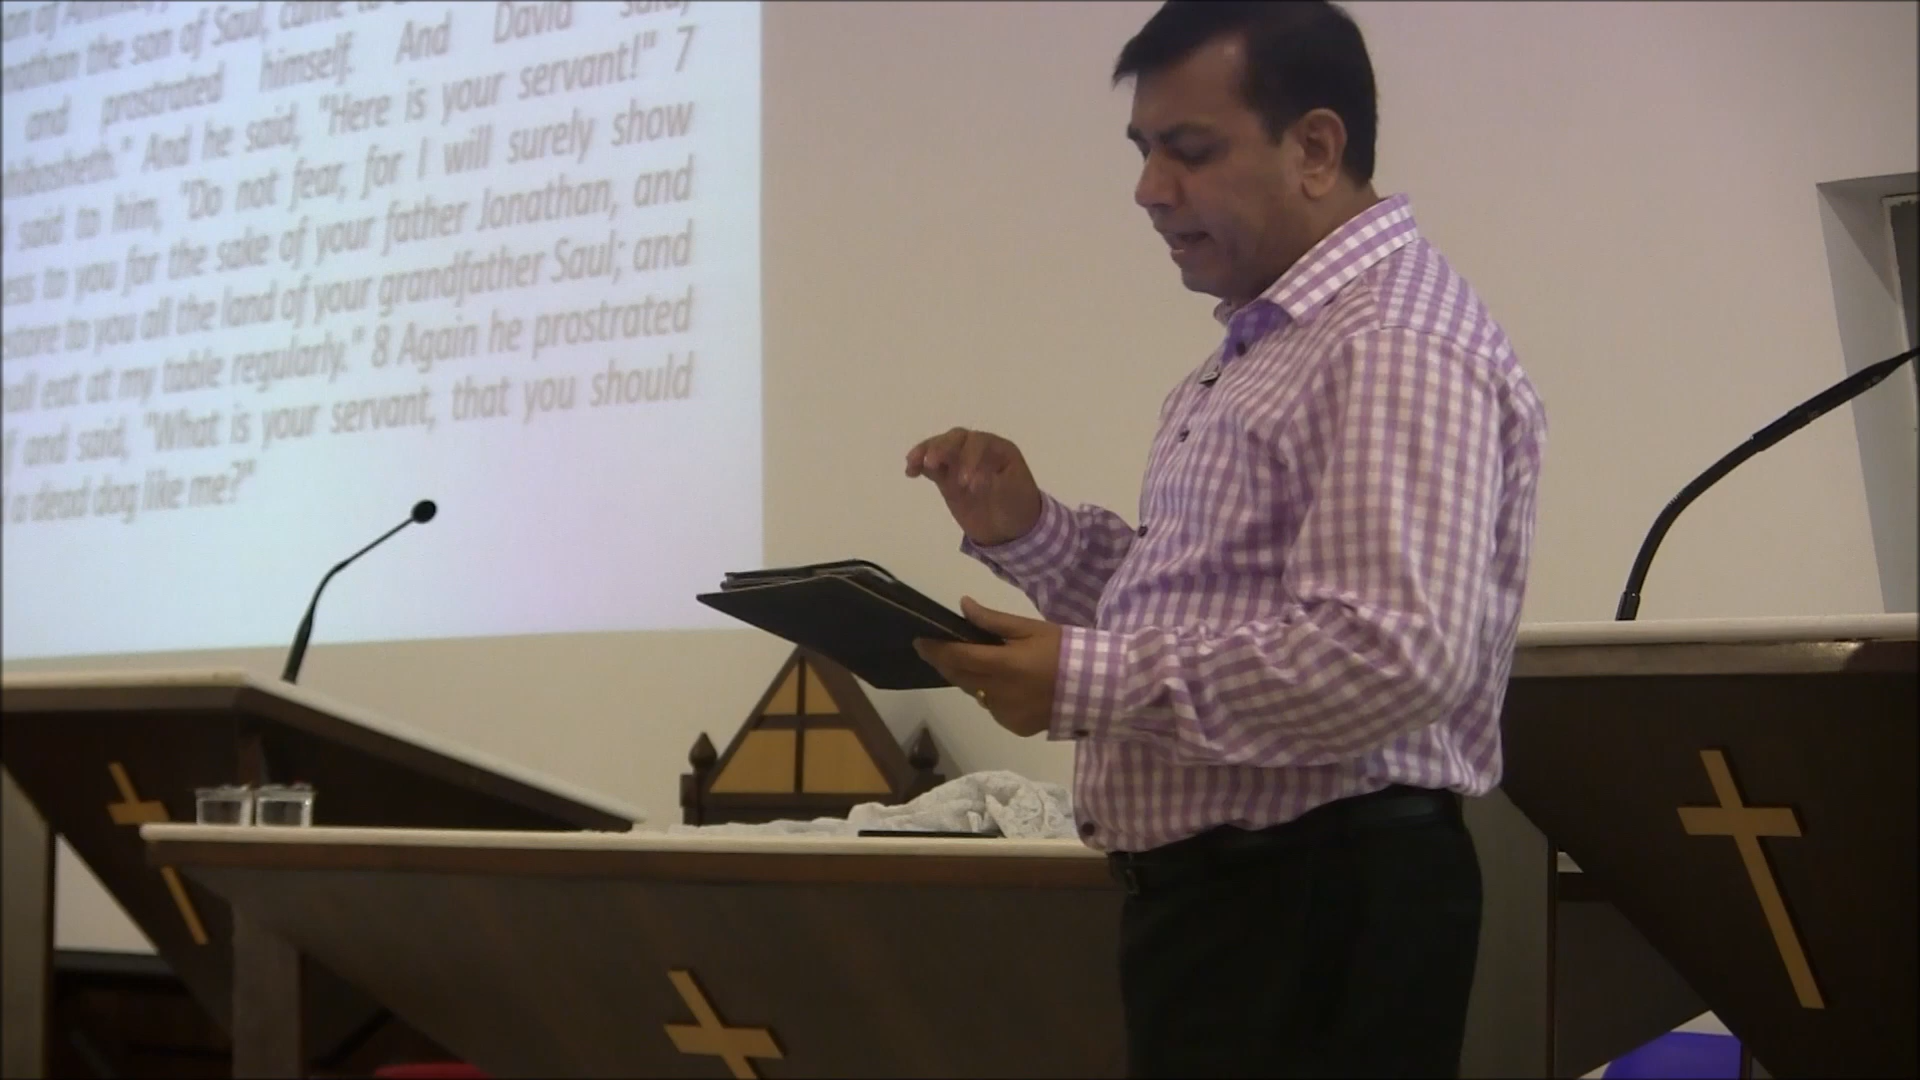 son of Saul, came to
and prostrated himself. And David said,
And he said, "Here is your servant!" 7
said to him, "Do not fear, for I will surely show
to you for the sake of your father Jonathan, and
to you all the land of your grandfather Saul; and
eat at my table regularly." 8 Again he prostrated
and said, "What is your servant, that you should
a dead dog like me?"